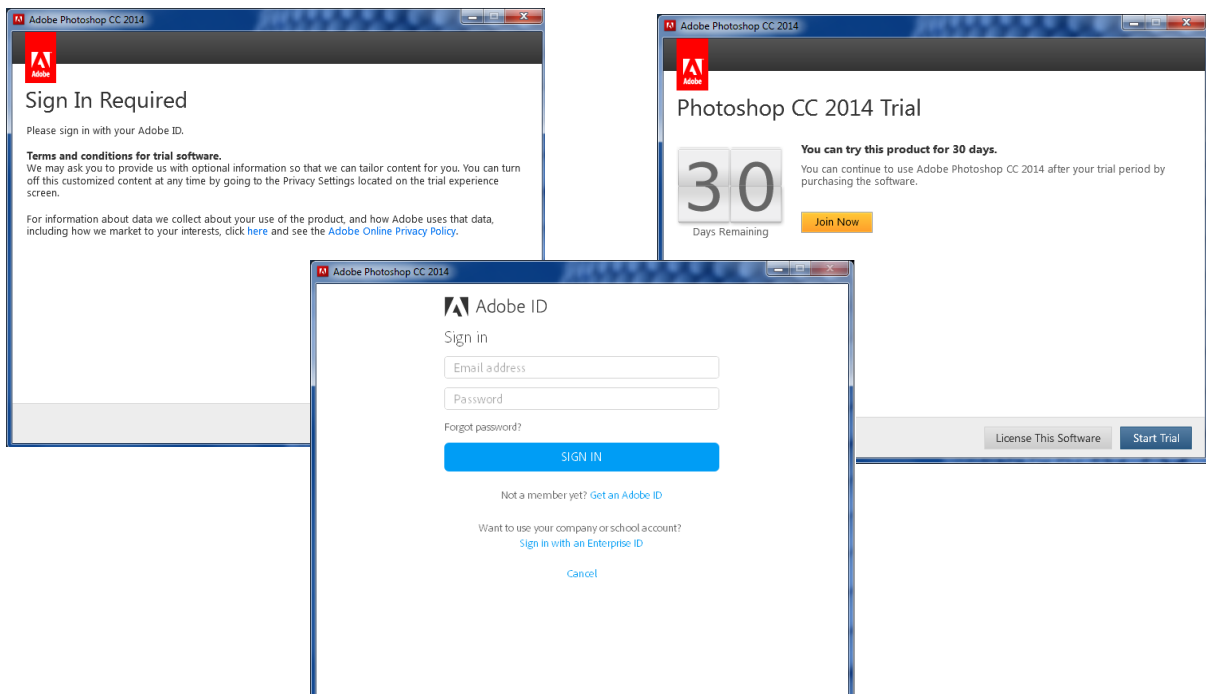 Adobe Photoshop CC 2014
Adobe
Sign In Required
Please sign in with your Adobe ID.
Terms and conditions for trial software.
We may ask you to provide us with optional information so that we can tailor content for you. You can turn
off this customized content at any time by going to the Privacy Settings located on the trial experience
screen.
For information about data we collect about your use of the product, and how Adobe uses that data,
including how we market to your interests, click here and see the Adobe Online Privacy Policy.
Adobe Photoshop CC 2014
Adobe
Photoshop CC 2014 Trial
30
Days Remaining
You can try this product for 30 days.
You can continue to use Adobe Photoshop CC 2014 after your trial period by
purchasing the software.
Join Now
License This Software
Start Trial
Adobe Photoshop CC 2014
Adobe ID
Sign in
Email address
Password
Forgot password?
SIGN IN
Not a member yet? Get an Adobe ID
Want to use your company or school account?
Sign in with an Enterprise ID
Cancel